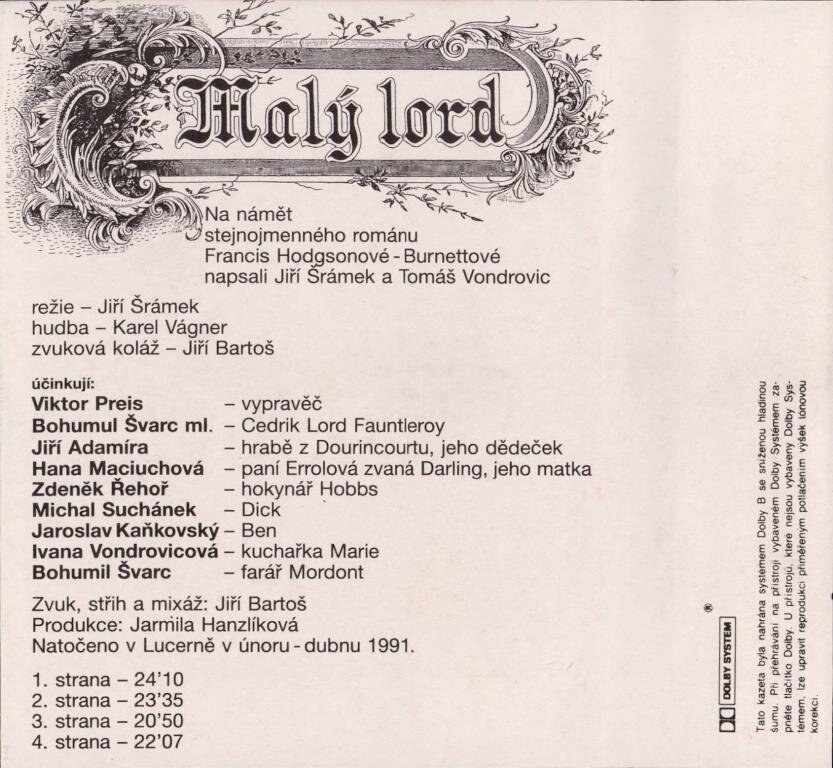 Malý lord
Na námět
stejnojmenného románu
Francis Hodgsonové - Burnettové
napsali Jiří Šrámek a Tomáš Vondrovic
režie – Jiří Šrámek
hudba – Karel Vágner
zvuková koláž – Jiří Bartoš
účinkují:
Viktor Preis – vypravěč
Bohumul Švarc ml. – Cedrik Lord Fauntleroy
Jiří Adamíra – hrabě z Dourincourtu, jeho dědeček
Hana Maciuchová – paní Errolová zvaná Darling, jeho matka
Zdeněk Řehoř – hokynář Hobbs
Michal Suchánek – Dick
Jaroslav Kaňkovský – Ben
Ivana Vondrovicová – kuchařka Marie
Bohumil Švarc – farář Mordont
Zvuk, střih a mixáž: Jiří Bartoš
Produkce: Jarmila Hanzlíková
Natočeno v Lucerně v únoru - dubnu 1991.
1. strana – 24'10
2. strana – 23'35
3. strana – 20'50
4. strana – 22'07
® DOLBY SYSTEM
Tato kazeta byla nahrána systémem Dolby B se sníženou hladinou
šumu. Při přehrávání na přístroji vybaveném Dolby Systémem za-
pněte tlačítko Dolby. U přístrojů, které nejsou vybaveny Dolby Sys-
témem, lze upravit reprodukci přiměřeným potlačením výšek tónovou
korekcí.